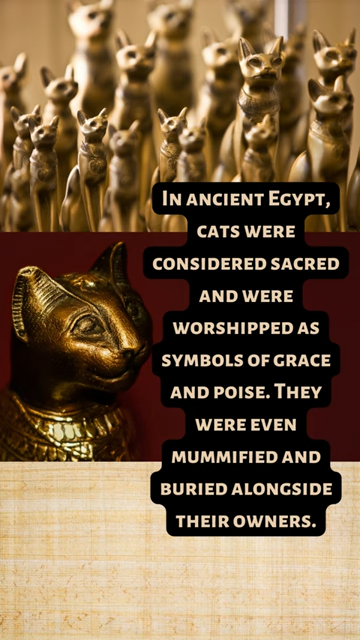 In ancient Egypt,
cats were
considered sacred
and were
worshipped as
symbols of grace
and poise. They
were even
mummified and
buried alongside
their owners.